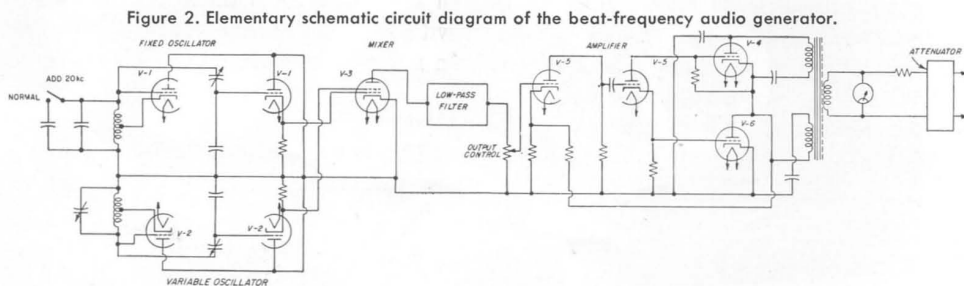 Figure 2. Elementary schematic circuit diagram of the beat-frequency audio generator.
FIXED OSCILLATOR
MIXER
AMPLIFIER
ATTENUATOR
ADD 20kc
NORMAL
V-1
V-1
V-3
LOW-PASS
FILTER
OUTPUT
CONTROL
V-5
V-5
V-4
V-6
V-2
V-2
VARIABLE OSCILLATOR